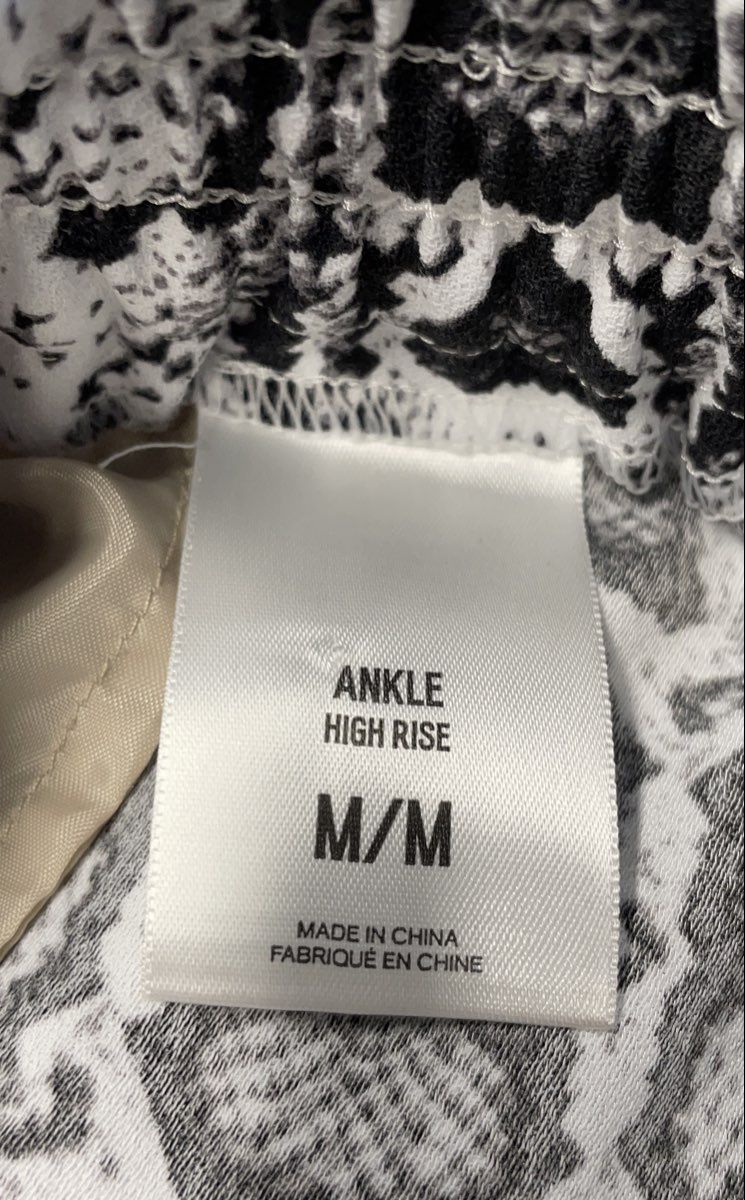 ANKLE
HIGH RISE
M/M
MADE IN CHINA
FABRIQUÉ EN CHINE